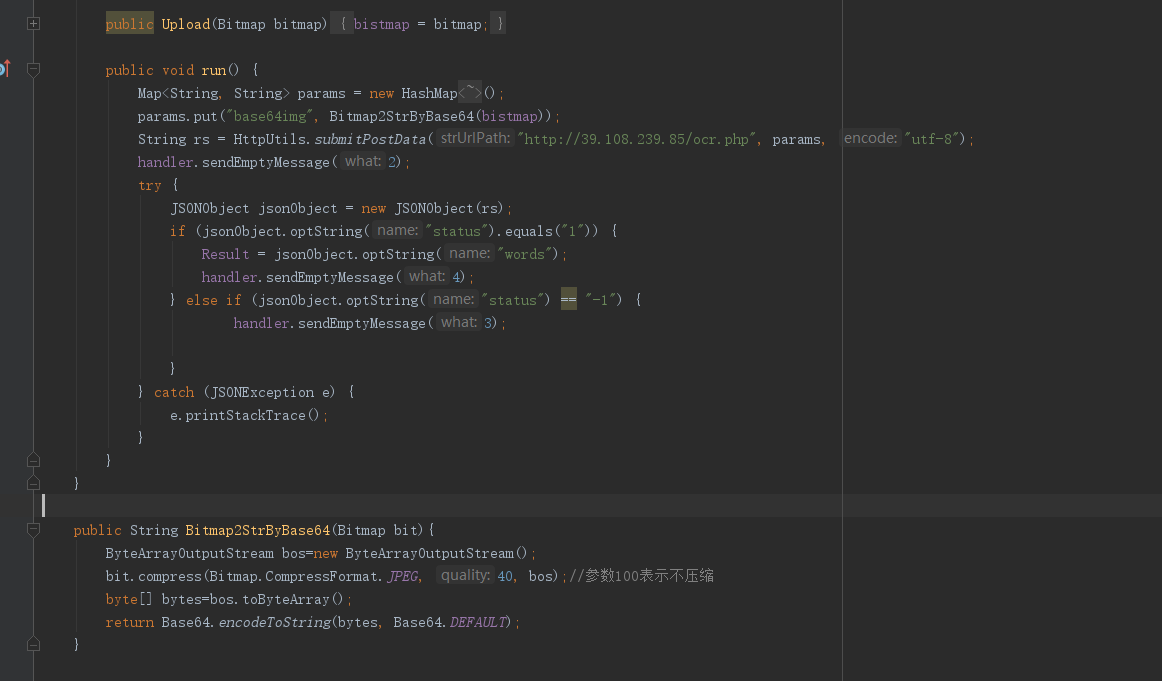 public Upload(Bitmap bitmap) { bistmap = bitmap; }
public void run() {
Map<String, String> params = new HashMap<~>();
params.put("base64img", Bitmap2StrByBase64(bistmap));
String rs = HttpUtils.submitPostData( strUrlPath: "http://39.108.239.85/ocr.php", params, encode: "utf-8");
handler.sendEmptyMessage( what: 2);
try {
JSONObject jsonObject = new JSONObject(rs);
if (jsonObject.optString( name: "status").equals("1")) {
Result = jsonObject.optString( name: "words");
handler.sendEmptyMessage( what: 4);
} else if (jsonObject.optString( name: "status") == "-1") {
handler.sendEmptyMessage( what: 3);
}
} catch (JSONException e) {
e.printStackTrace();
}
}
}
public String Bitmap2StrByBase64(Bitmap bit){
ByteArrayOutputStream bos=new ByteArrayOutputStream();
bit.compress(Bitmap.CompressFormat.JPEG, quality: 40, bos);//参数100表示不压缩
byte[] bytes=bos.toByteArray();
return Base64.encodeToString(bytes, Base64.DEFAULT);
}